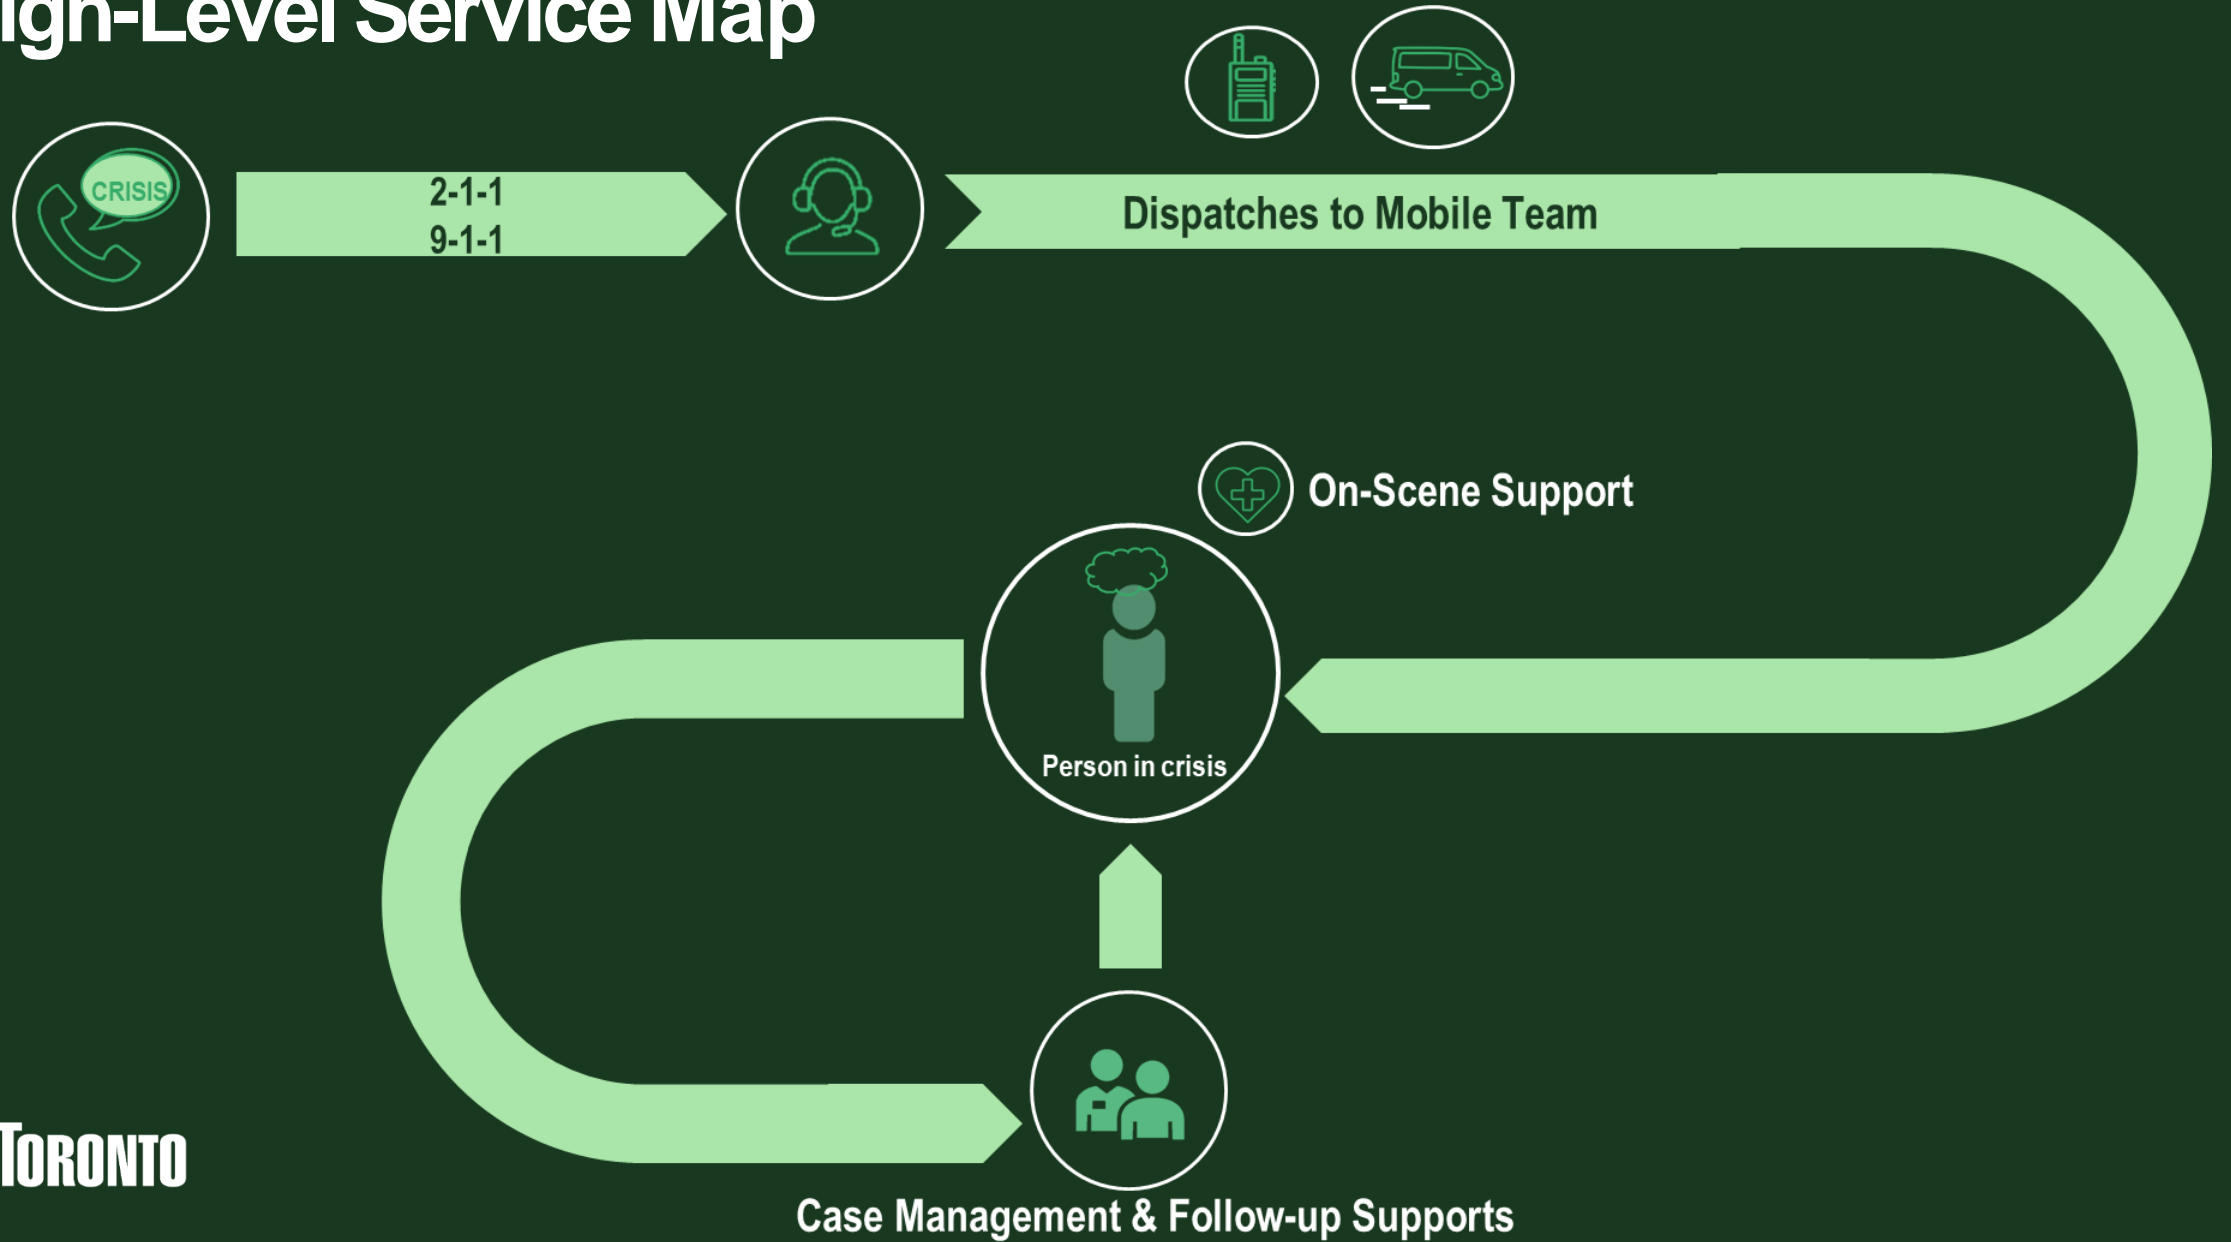 igh-Level Service Map
CRISIS
2-1-1
9-1-1
Dispatches to Mobile Team
On-Scene Support
Person in crisis
TORONTO
Case Management & Follow-up Supports